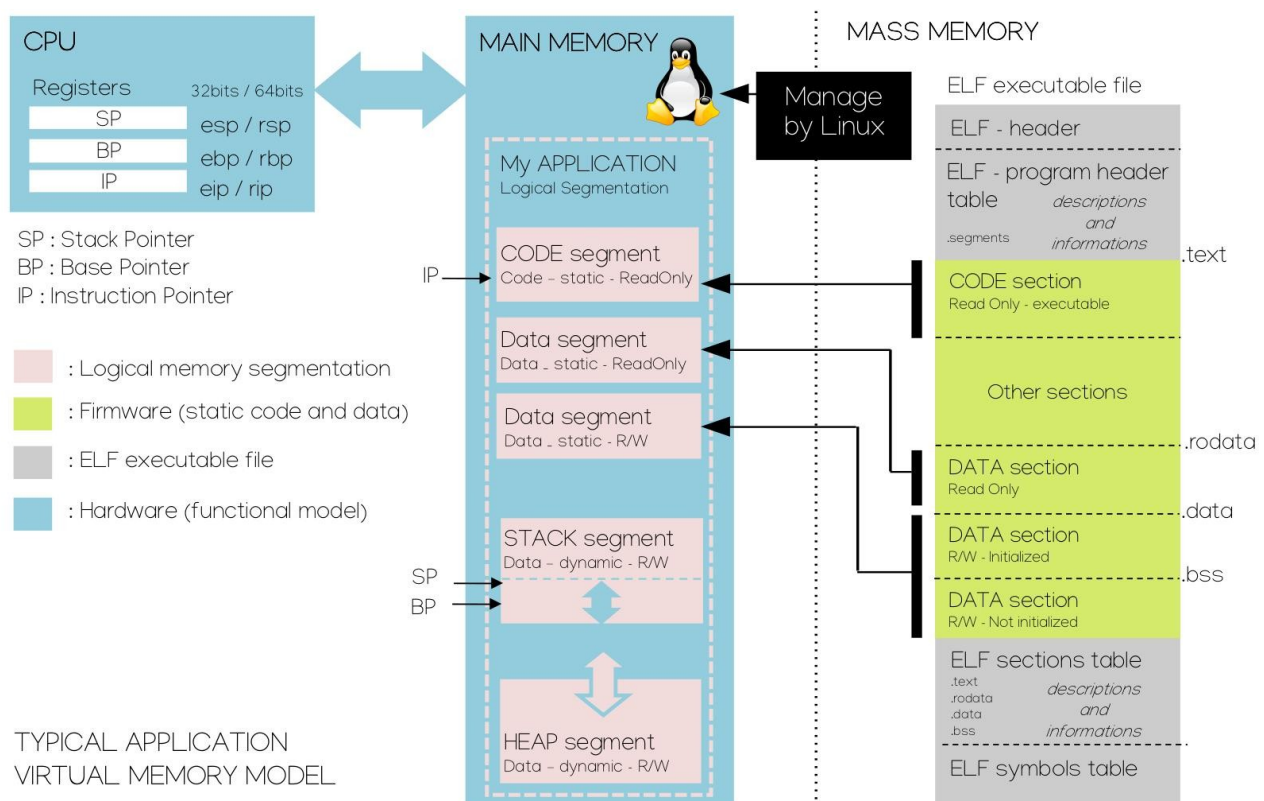 CPU
Registers 32bits / 64bits
SP esp / rsp
BP ebp / rbp
IP eip / rip
SP : Stack Pointer
BP : Base Pointer
IP : Instruction Pointer
: Logical memory segmentation
: Firmware (static code and data)
: ELF executable file
: Hardware (functional model)
TYPICAL APPLICATION
VIRTUAL MEMORY MODEL
MAIN MEMORY
My APPLICATION
Logical Segmentation
IP
CODE segment
Code - static - ReadOnly
Data segment
Data _ static - ReadOnly
Data segment
Data _ static - R/W
STACK segment
Data - dynamic - R/W
SP
BP
HEAP segment
Data - dynamic - R/W
Manage
by Linux
MASS MEMORY
ELF executable file
ELF - header
ELF - program header
table
descriptions
and
informations
.segments
.text
CODE section
Read Only - executable
Other sections
.rodata
DATA section
Read Only
.data
DATA section
R/W - Initialized
.bss
DATA section
R/W - Not initialized
ELF sections table
.text
.rodata
.data
.bss
descriptions
and
informations
ELF symbols table